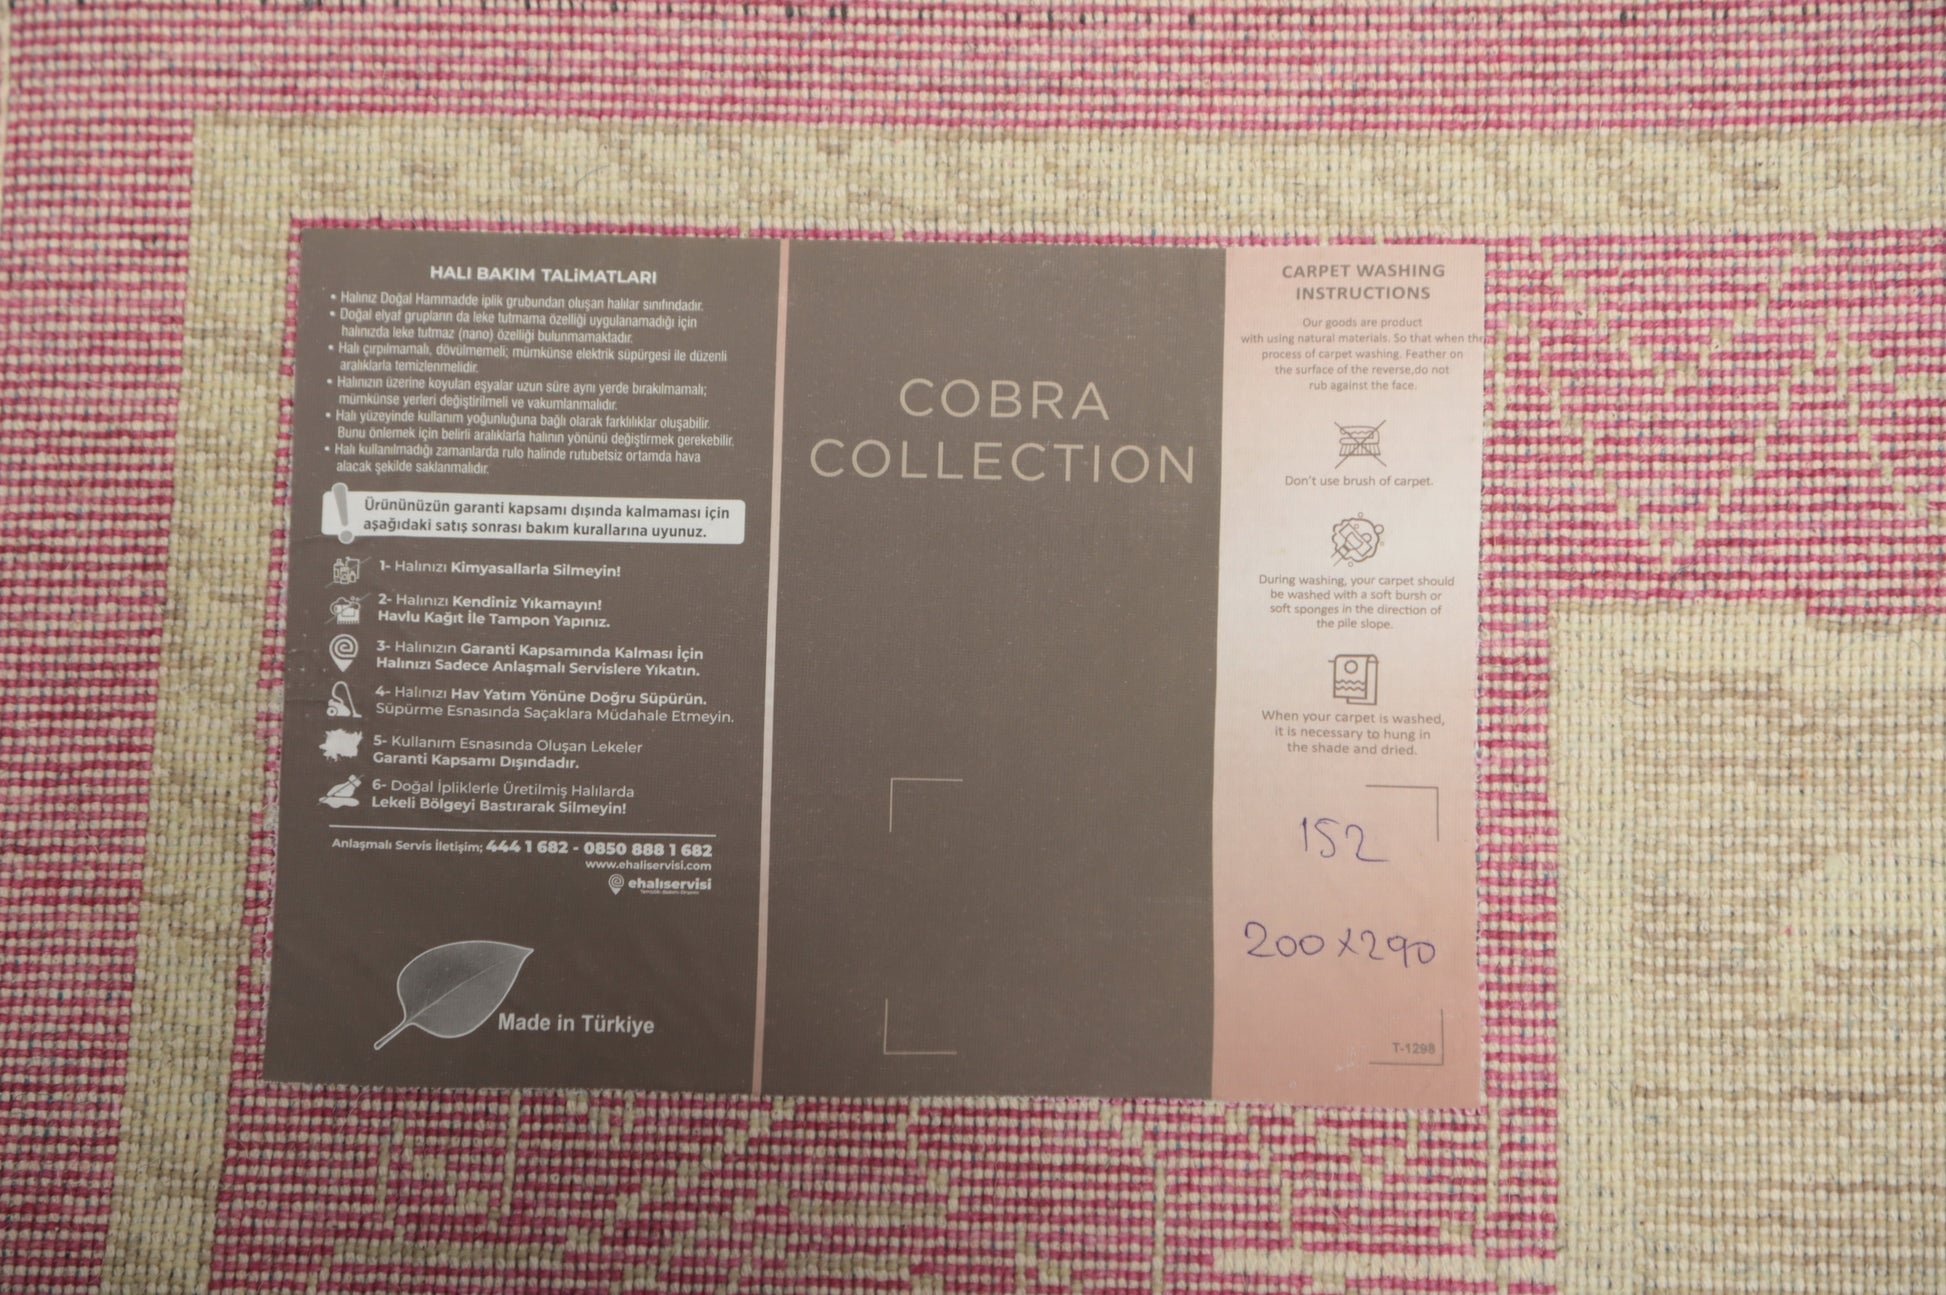 HALI BAKIM TALiMATLARI
• Halınız Doğal Hammadde iplik grubundan oluşan halılar sınıfındadır.
• Doğal elyaf grupların da leke tutmama özelliği uygulanamadığı için
halınızda leke tutmaz (nano) özelliği bulunmamaktadır.
• Halı çırpılmamalı, dövülmemeli; mümkünse elektrik süpürgesi ile düzenli
aralıklarla temizlenmelidir.
• Halınızın üzerine koyulan eşyalar uzun süre aynı yerde bırakılmamalı;
mümkünse yerleri değiştirilmeli ve vakumlanmalıdır.
• Halı yüzeyinde kullanım yoğunluğuna bağlı olarak farklılıklar oluşabilir.
Bunu önlemek için belirli aralıklarla halının yönünü değiştirmek gerekebilir.
• Halı kullanılmadığı zamanlarda rulo halinde rutubetsiz ortamda hava
alacak şekilde saklanmalıdır.
Ürününüzün garanti kapsamı dışında kalmaması için
aşağıdaki satış sonrası bakım kurallarına uyunuz.
1- Halınızı Kimyasallarla Silmeyin!
2- Halınızı Kendiniz Yıkamayın!
Havlu Kağıt İle Tampon Yapınız.
3- Halınızın Garanti Kapsamında Kalması İçin
Halınızı Sadece Anlaşmalı Servislere Yıkatın.
4- Halınızı Hav Yatım Yönüne Doğru Süpürün.
Süpürme Esnasında Saçaklara Müdahale Etmeyin.
5- Kullanım Esnasında Oluşan Lekeler
Garanti Kapsamı Dışındadır.
6- Doğal İpliklerle Üretilmiş Halılarda
Lekeli Bölgeyi Bastırarak Silmeyin!
Anlaşmalı Servis İletişim; 444 1 682 - 0850 888 1 682
www.ehaliservisi.com
ehalıservisi
Made in Türkiye
COBRA
COLLECTION
CARPET WASHING
INSTRUCTIONS
Our goods are product
with using natural materials. So that when the
process of carpet washing. Feather on
the surface of the reverse,do not
rub against the face.
Don't use brush of carpet.
During washing, your carpet should
be washed with a soft bursh or
soft sponges in the direction of
the pile slope.
When your carpet is washed,
it is necessary to hung in
the shade and dried.
152
200x290
T-1298